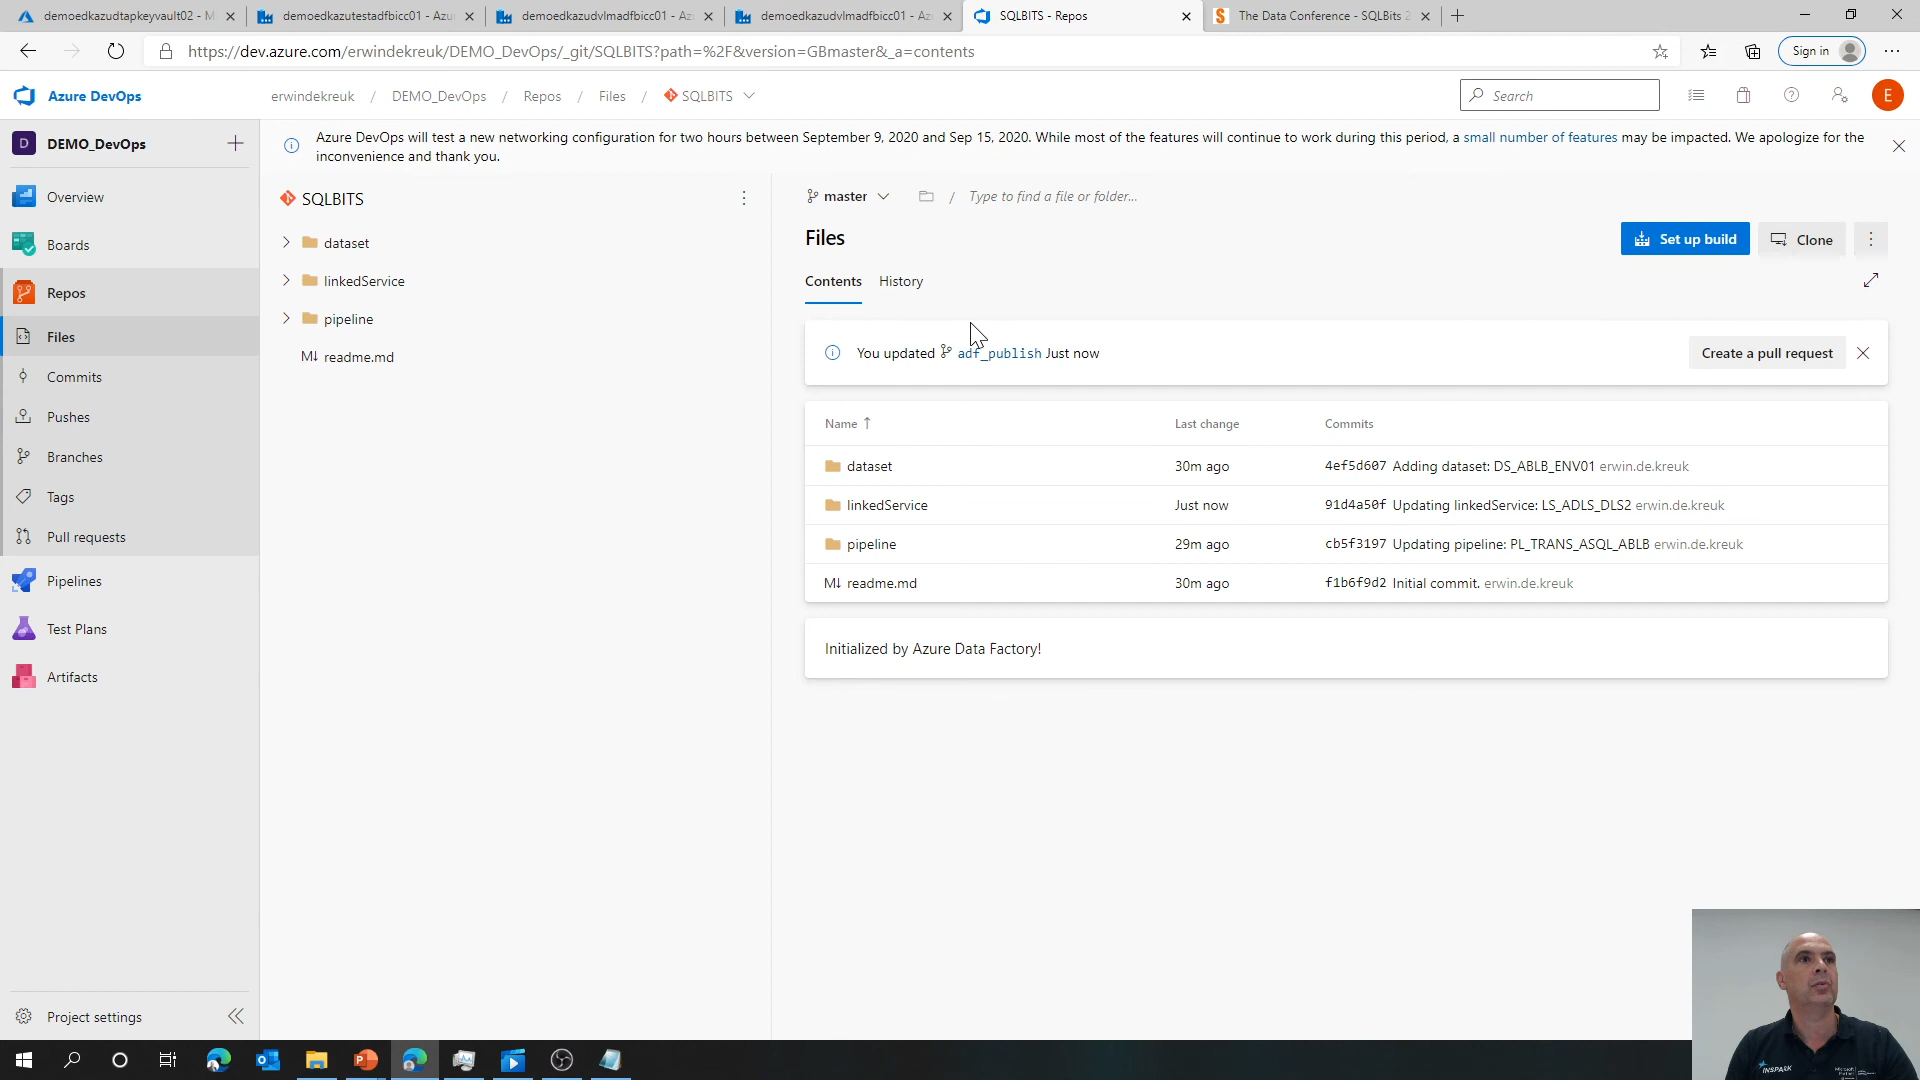 demoedkazudtapkeyvault02 - M
demoedkazutestadfbicc01 - Azu
demoedkazudvlmadfbicc01 - Az
demoedkazudvlmadfbicc01 - Az
SQLBITS - Repos
The Data Conference - SQLBits 2
https://dev.azure.com/erwindekreuk/DEMO_DevOps/_git/SQLBITS?path=%2F&version=GBmaster&_a=contents
Sign in
Azure DevOps
erwindekreuk / DEMO_DevOps / Repos / Files / SQLBITS
Search
E
D DEMO_DevOps
Azure DevOps will test a new networking configuration for two hours between September 9, 2020 and Sep 15, 2020. While most of the features will continue to work during this period, a small number of features may be impacted. We apologize for the
inconvenience and thank you.
Overview
Boards
Repos
Files
Commits
Pushes
Branches
Tags
Pull requests
Pipelines
Test Plans
Artifacts
Project settings
SQLBITS
dataset
linkedService
pipeline
M↓ readme.md
master / Type to find a file or folder...
Files
Set up build
Clone
Contents
History
You updated adf_publish Just now
Create a pull request
Name ↑ Last change Commits
dataset 30m ago 4ef5d607 Adding dataset: DS_ABLB_ENV01 erwin.de.kreuk
linkedService Just now 91d4a50f Updating linkedService: LS_ADLS_DLS2 erwin.de.kreuk
pipeline 29m ago cb5f3197 Updating pipeline: PL_TRANS_ASQL_ABLB erwin.de.kreuk
M↓ readme.md 30m ago f1b6f9d2 Initial commit. erwin.de.kreuk
Initialized by Azure Data Factory!
INSPARK